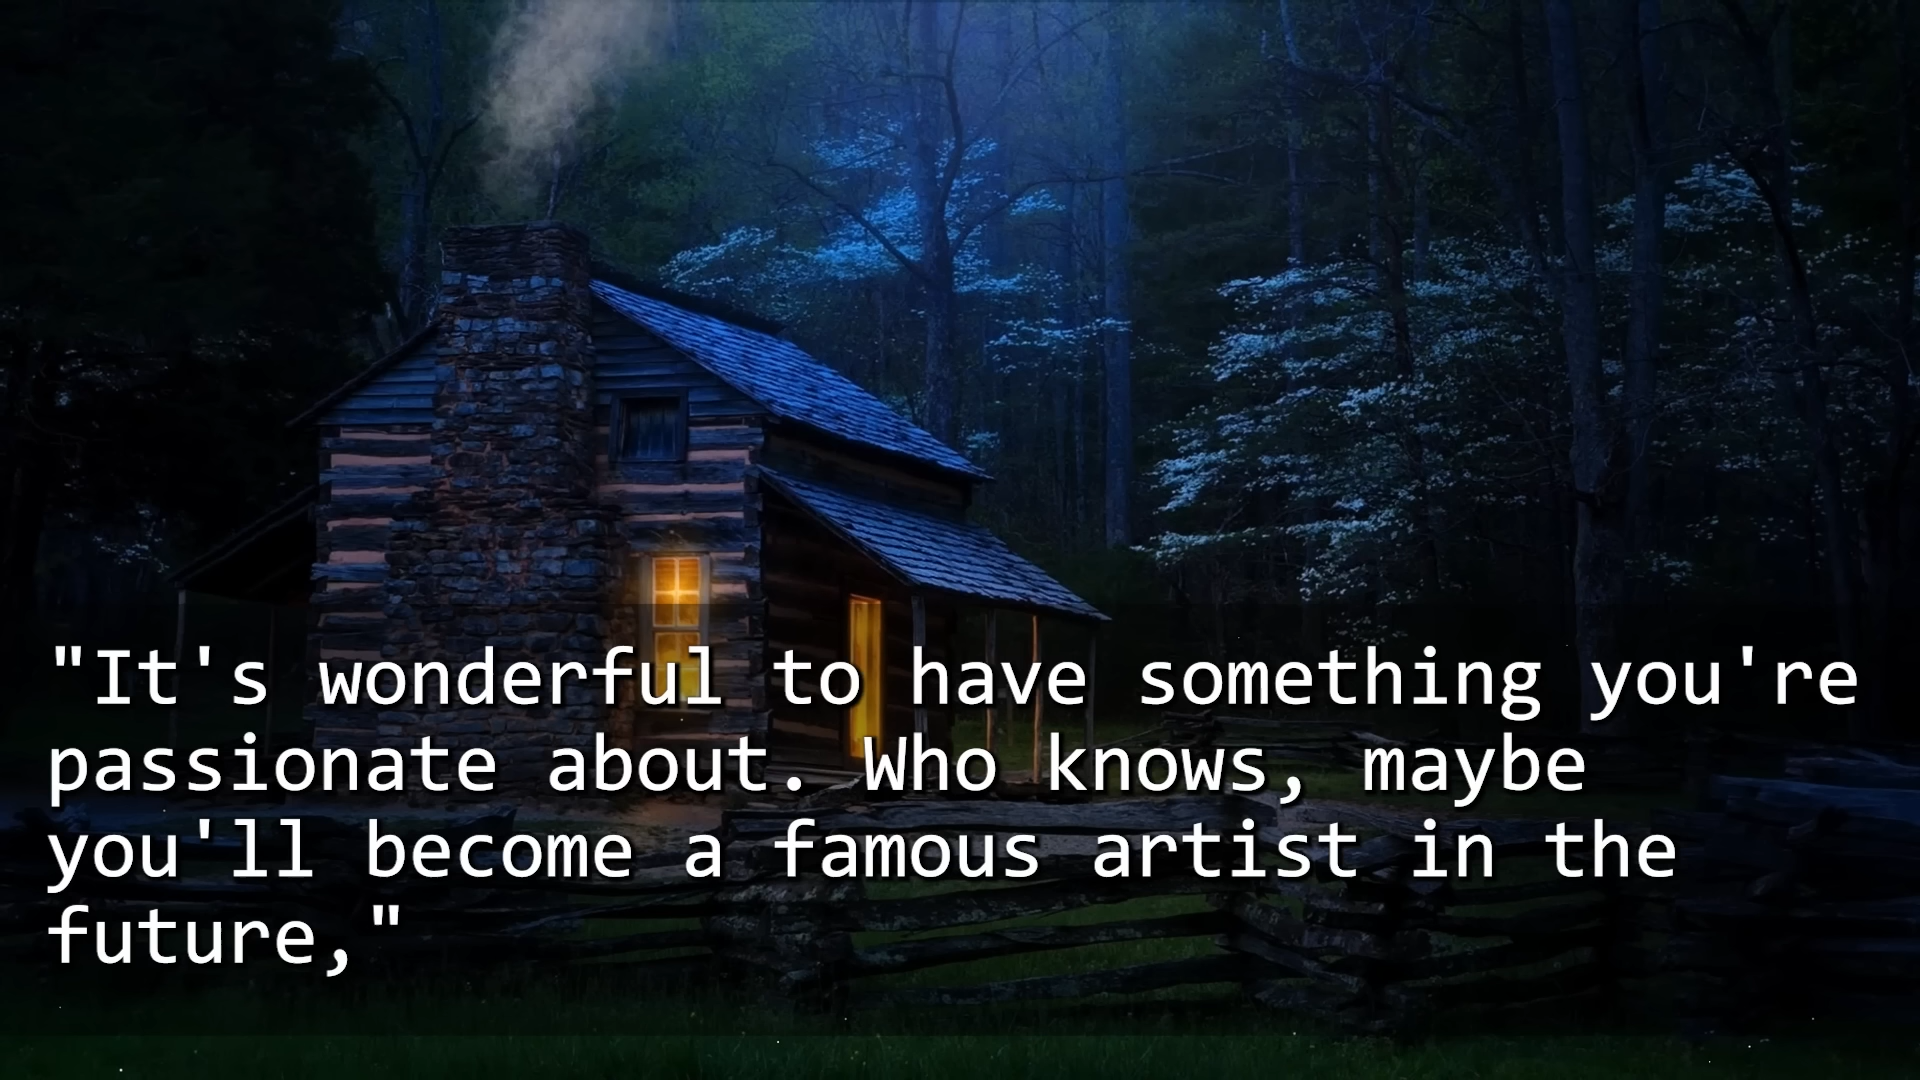 "It's wonderful to have something you're
passionate about. Who knows, maybe
you'll become a famous artist in the
future,"